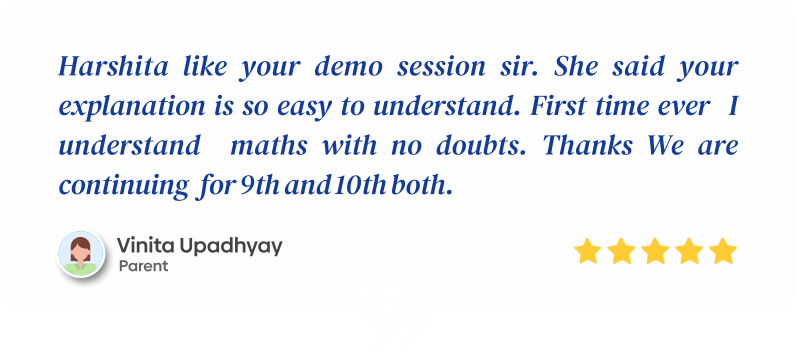 Harshita like your demo session sir. She said your
explanation is so easy to understand. First time ever I
understand maths with no doubts. Thanks We are
continuing for 9th and 10th both.
Vinita Upadhyay
Parent